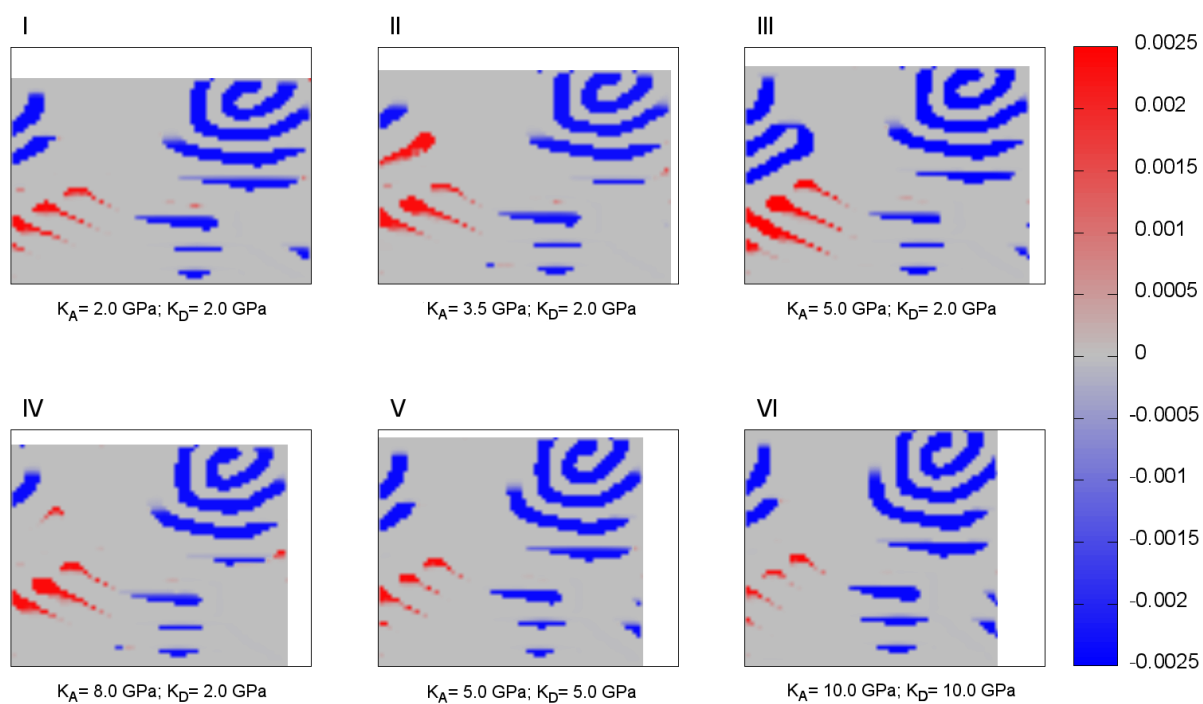 I
II
III
K_A= 2.0 GPa; K_D= 2.0 GPa
K_A= 3.5 GPa; K_D= 2.0 GPa
K_A= 5.0 GPa; K_D= 2.0 GPa
IV
V
VI
K_A= 8.0 GPa; K_D= 2.0 GPa
K_A= 5.0 GPa; K_D= 5.0 GPa
K_A= 10.0 GPa; K_D= 10.0 GPa
0.0025
0.002
0.0015
0.001
0.0005
0
-0.0005
-0.001
-0.0015
-0.002
-0.0025